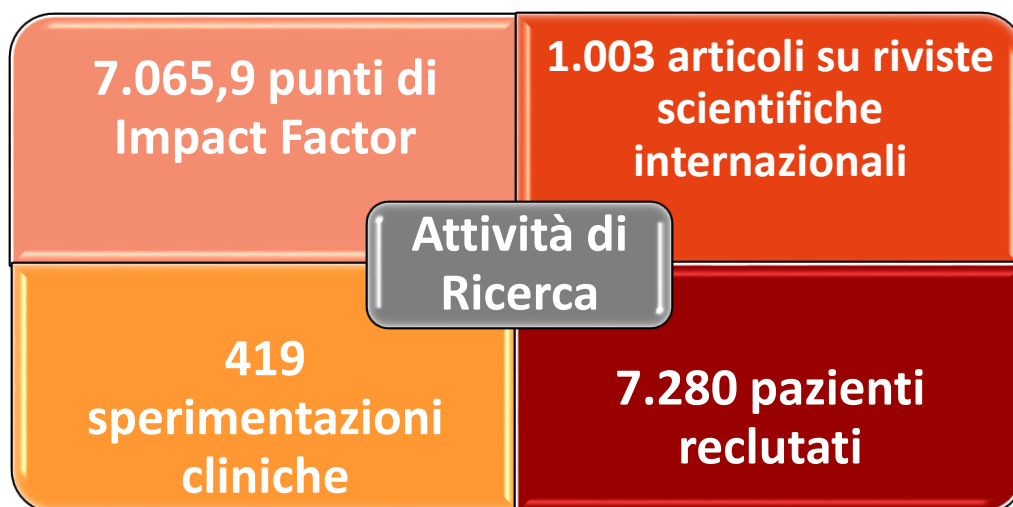 7.065,9 punti di
Impact Factor
1.003 articoli su riviste
scientifiche
internazionali
Attività di
Ricerca
419
sperimentazioni
cliniche
7.280 pazienti
reclutati